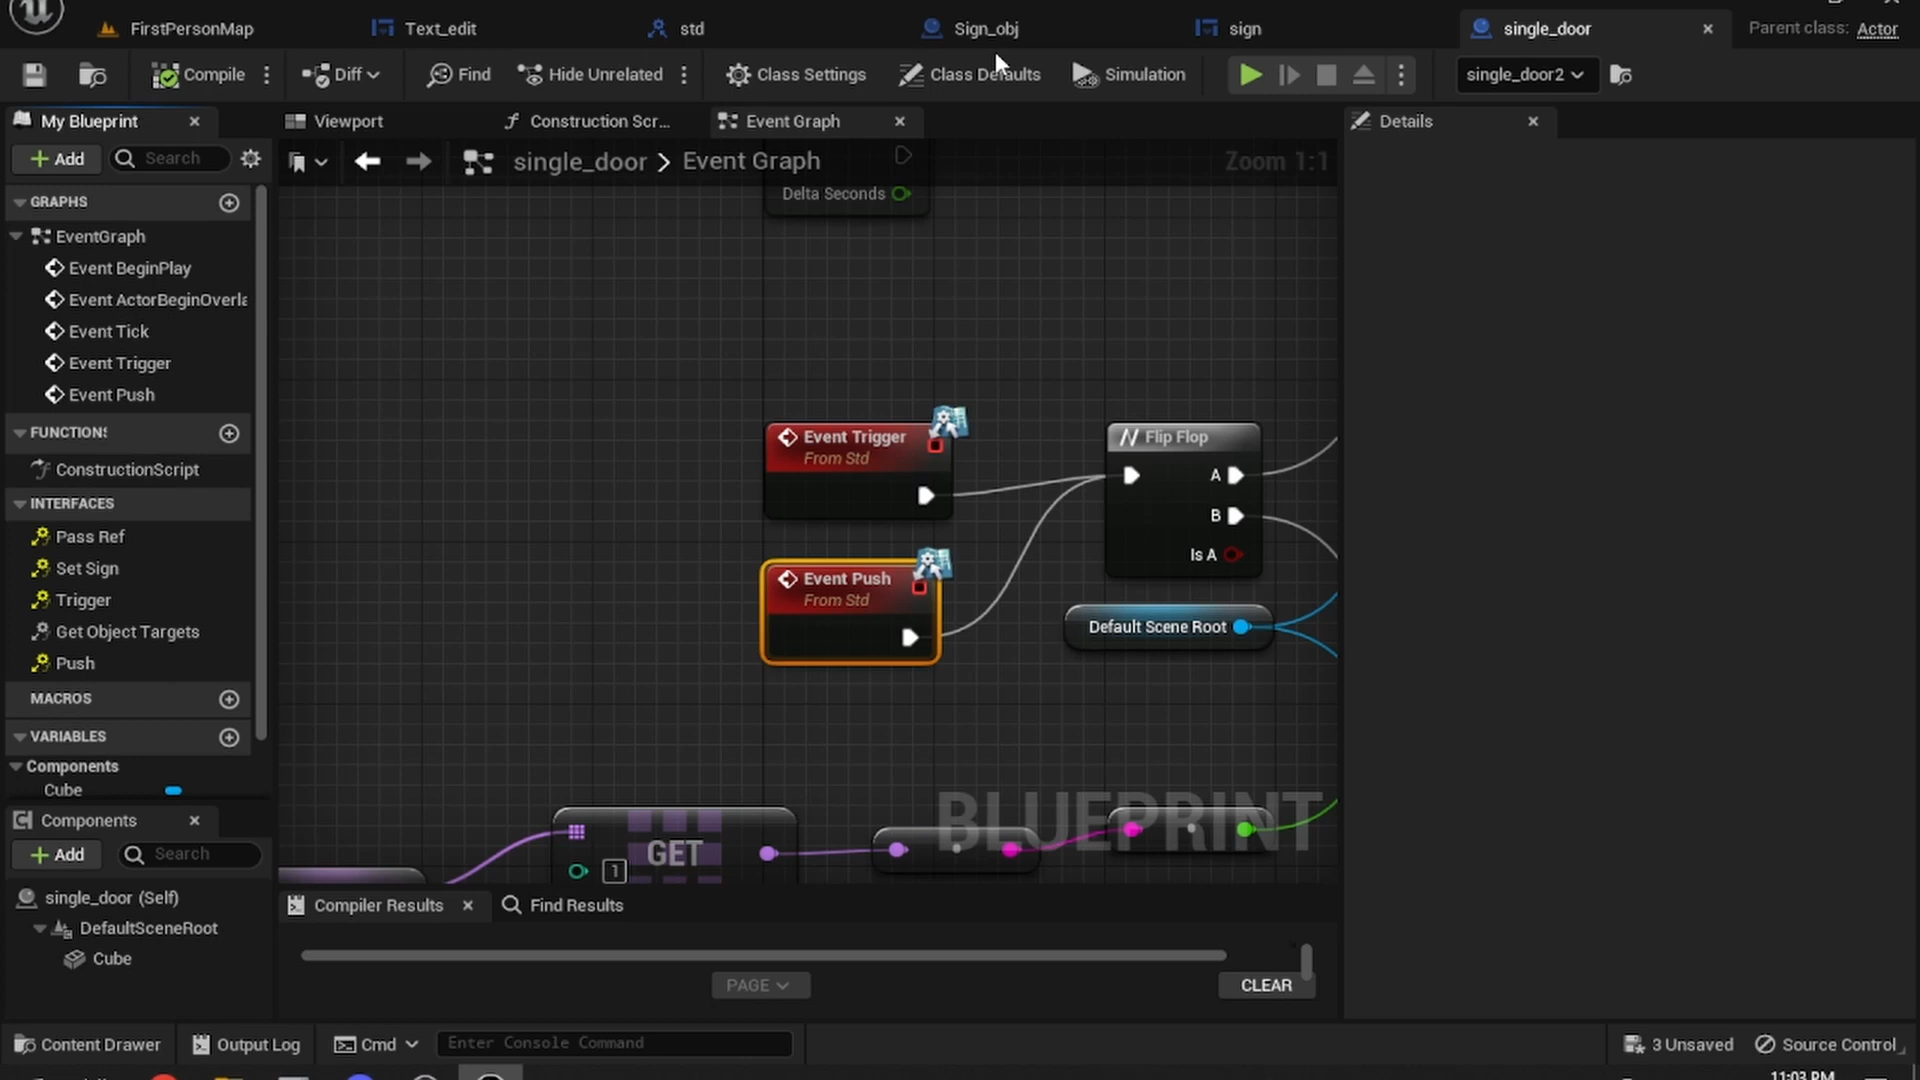 FirstPersonMap
Text_edit
std
Sign_obj
sign
single_door
Parent class: Actor
Compile
Diff
Find
Hide Unrelated
Class Settings
Class Defaults
Simulation
single_door2
My Blueprint
Viewport
Construction Scr...
Event Graph
Details
Add
Search
single_door > Event Graph
Zoom 1:1
Delta Seconds
GRAPHS
EventGraph
Event BeginPlay
Event ActorBeginOverla
Event Tick
Event Trigger
Event Push
FUNCTIONS
ConstructionScript
INTERFACES
Pass Ref
Set Sign
Trigger
Get Object Targets
Push
MACROS
VARIABLES
Components
Cube
Event Trigger
From Std
Flip Flop
A
B
Is A
Event Push
From Std
Default Scene Root
GET
1
BLUEPRINT
Components
Add
Search
single_door (Self)
DefaultSceneRoot
Cube
Compiler Results
Find Results
PAGE
CLEAR
Content Drawer
Output Log
Cmd
Enter Console Command
3 Unsaved
Source Control
11:03 PM